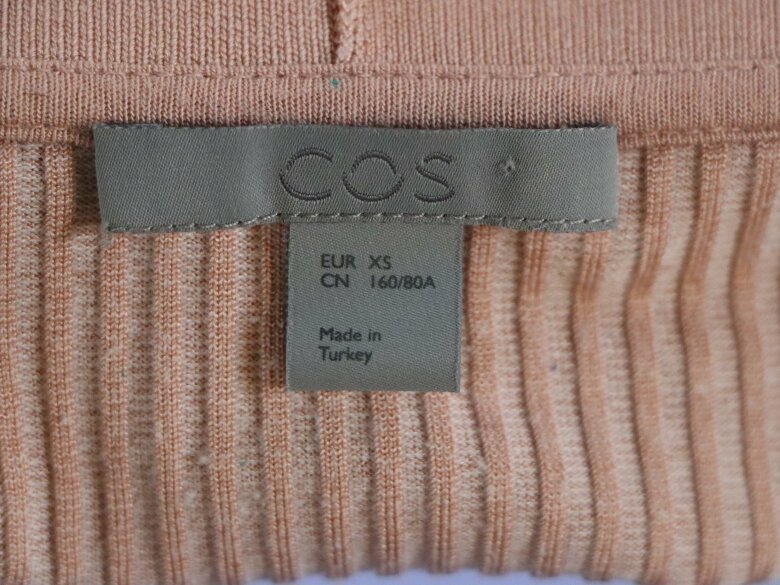 COS
EUR XS
CN 160/80A
Made in
Turkey